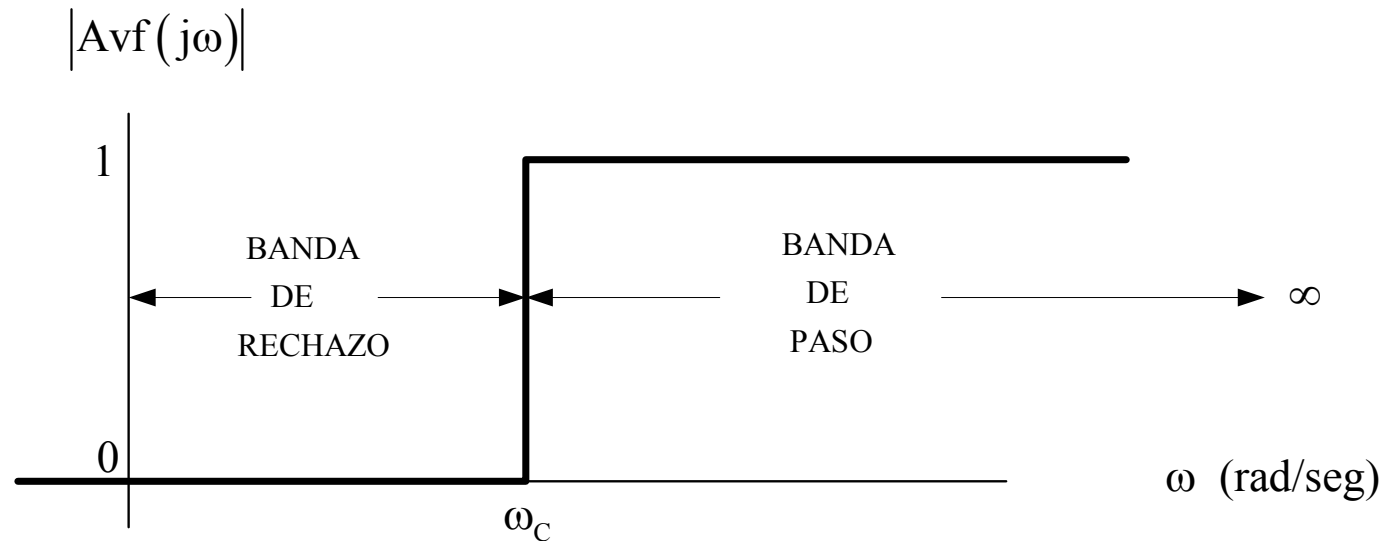 |Avf(jω)|
1
BANDA
DE
RECHAZO
BANDA
DE
PASO
∞
0
ω (rad/seg)
ω_C